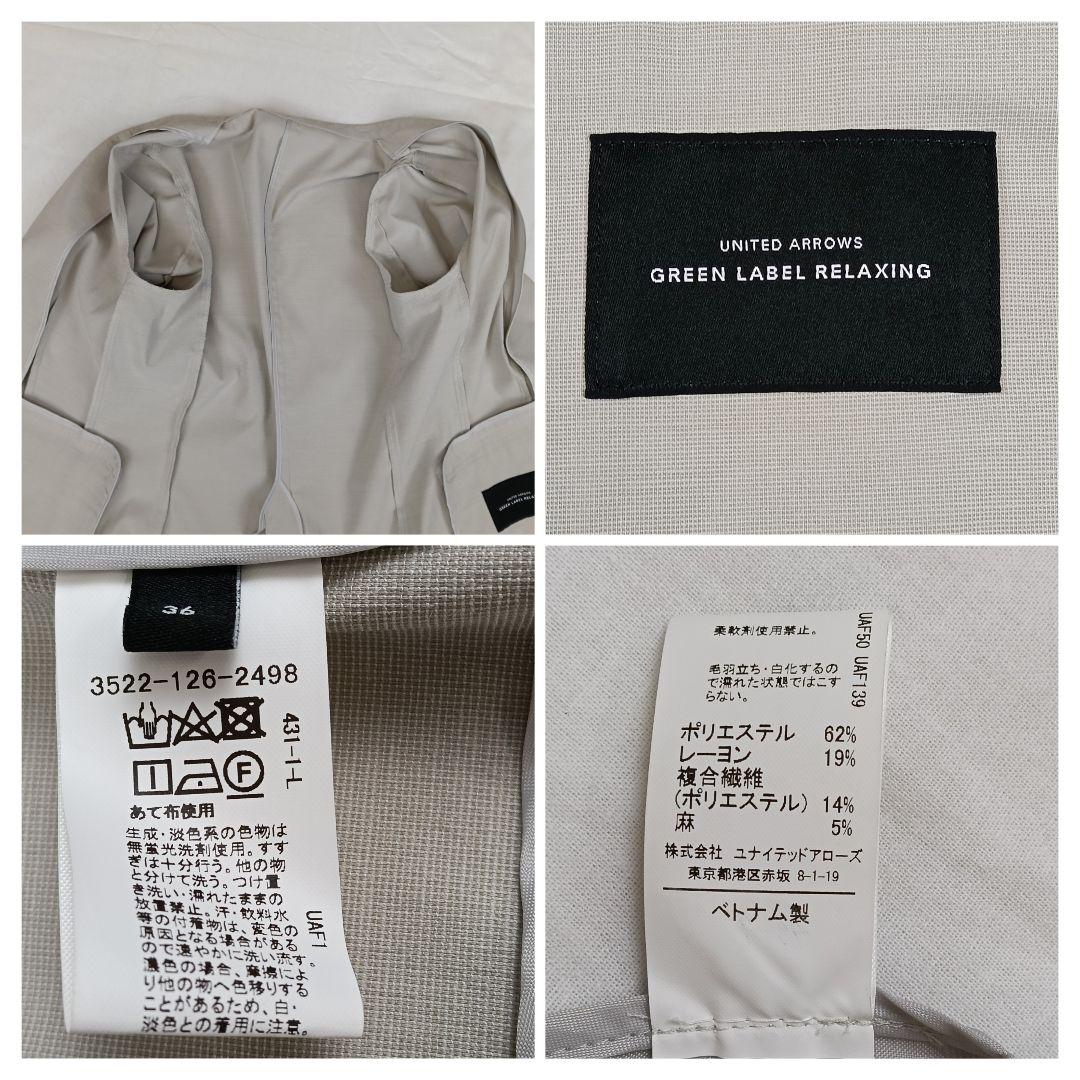 UNITED ARROWS
GREEN LABEL RELAXING
UNITED ARROWS
GREEN LABEL RELAXING
36
3522-126-2498
431-1-L
F
あて布使用
生成・淡色系の色物は
無蛍光洗剤使用。すす
ぎは十分行う。他の物
と分けて洗う。つけ置
き洗い・濡れたままの
放置禁止。汗・飲料水
等の付着物は、変色の
原因となる場合がある
ので速やかに洗い流す。
濃色の場合、摩擦によ
り他の物へ色移りする
ことがあるため、白・
淡色との着用に注意。
UAF1
柔軟剤使用禁止。
毛羽立ち・白化するの
で濡れた状態ではこす
らない。
UAF50 UAF139
ポリエステル 62%
レーヨン 19%
複合繊維
(ポリエステル) 14%
麻 5%
株式会社 ユナイテッドアローズ
東京都港区赤坂 8-1-19
ベトナム製